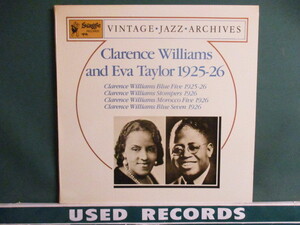 Swaggie
VINTAGE · JAZZ · ARCHIVES
Clarence Williams
and Eva Taylor 1925-26
Clarence Williams Blue Five 1925-26
Clarence Williams Stompers 1926
Clarence Williams Morocco Five 1926
Clarence Williams Blue Seven 1926
USED RECORDS